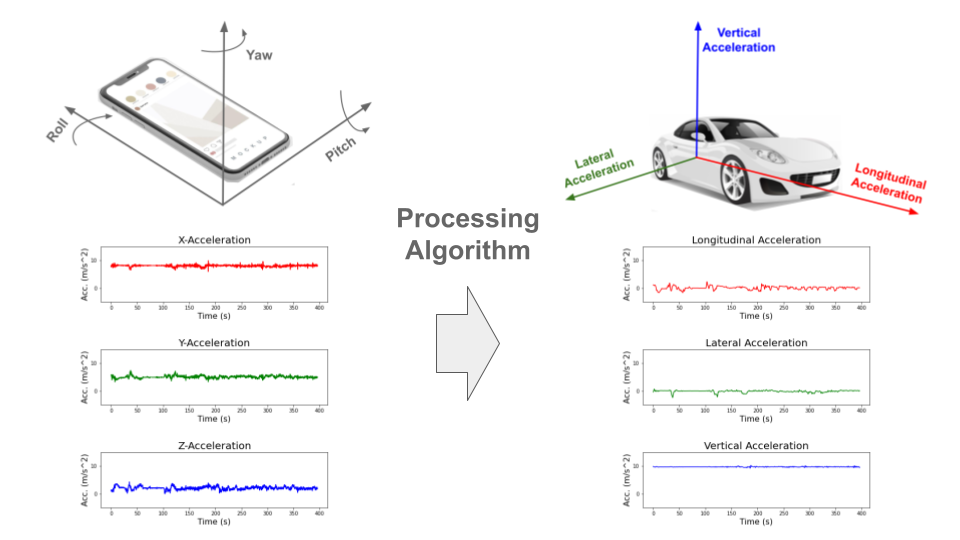 Yaw
Roll
Pitch
Vertical
Acceleration
Lateral
Acceleration
Longitudinal
Acceleration
Processing
Algorithm
X-Acceleration
Acc. (m/s^2)
10
0
0 50 100 150 200 250 300 350 400
Time (s)
Y-Acceleration
Acc. (m/s^2)
10
0
0 50 100 150 200 250 300 350 400
Time (s)
Z-Acceleration
Acc. (m/s^2)
10
0
0 50 100 150 200 250 300 350 400
Time (s)
Longitudinal Acceleration
Acc. (m/s^2)
10
0
0 50 100 150 200 250 300 350 400
Time (s)
Lateral Acceleration
Acc. (m/s^2)
10
0
0 50 100 150 200 250 300 350 400
Time (s)
Vertical Acceleration
Acc. (m/s^2)
10
0
0 50 100 150 200 250 300 350 400
Time (s)